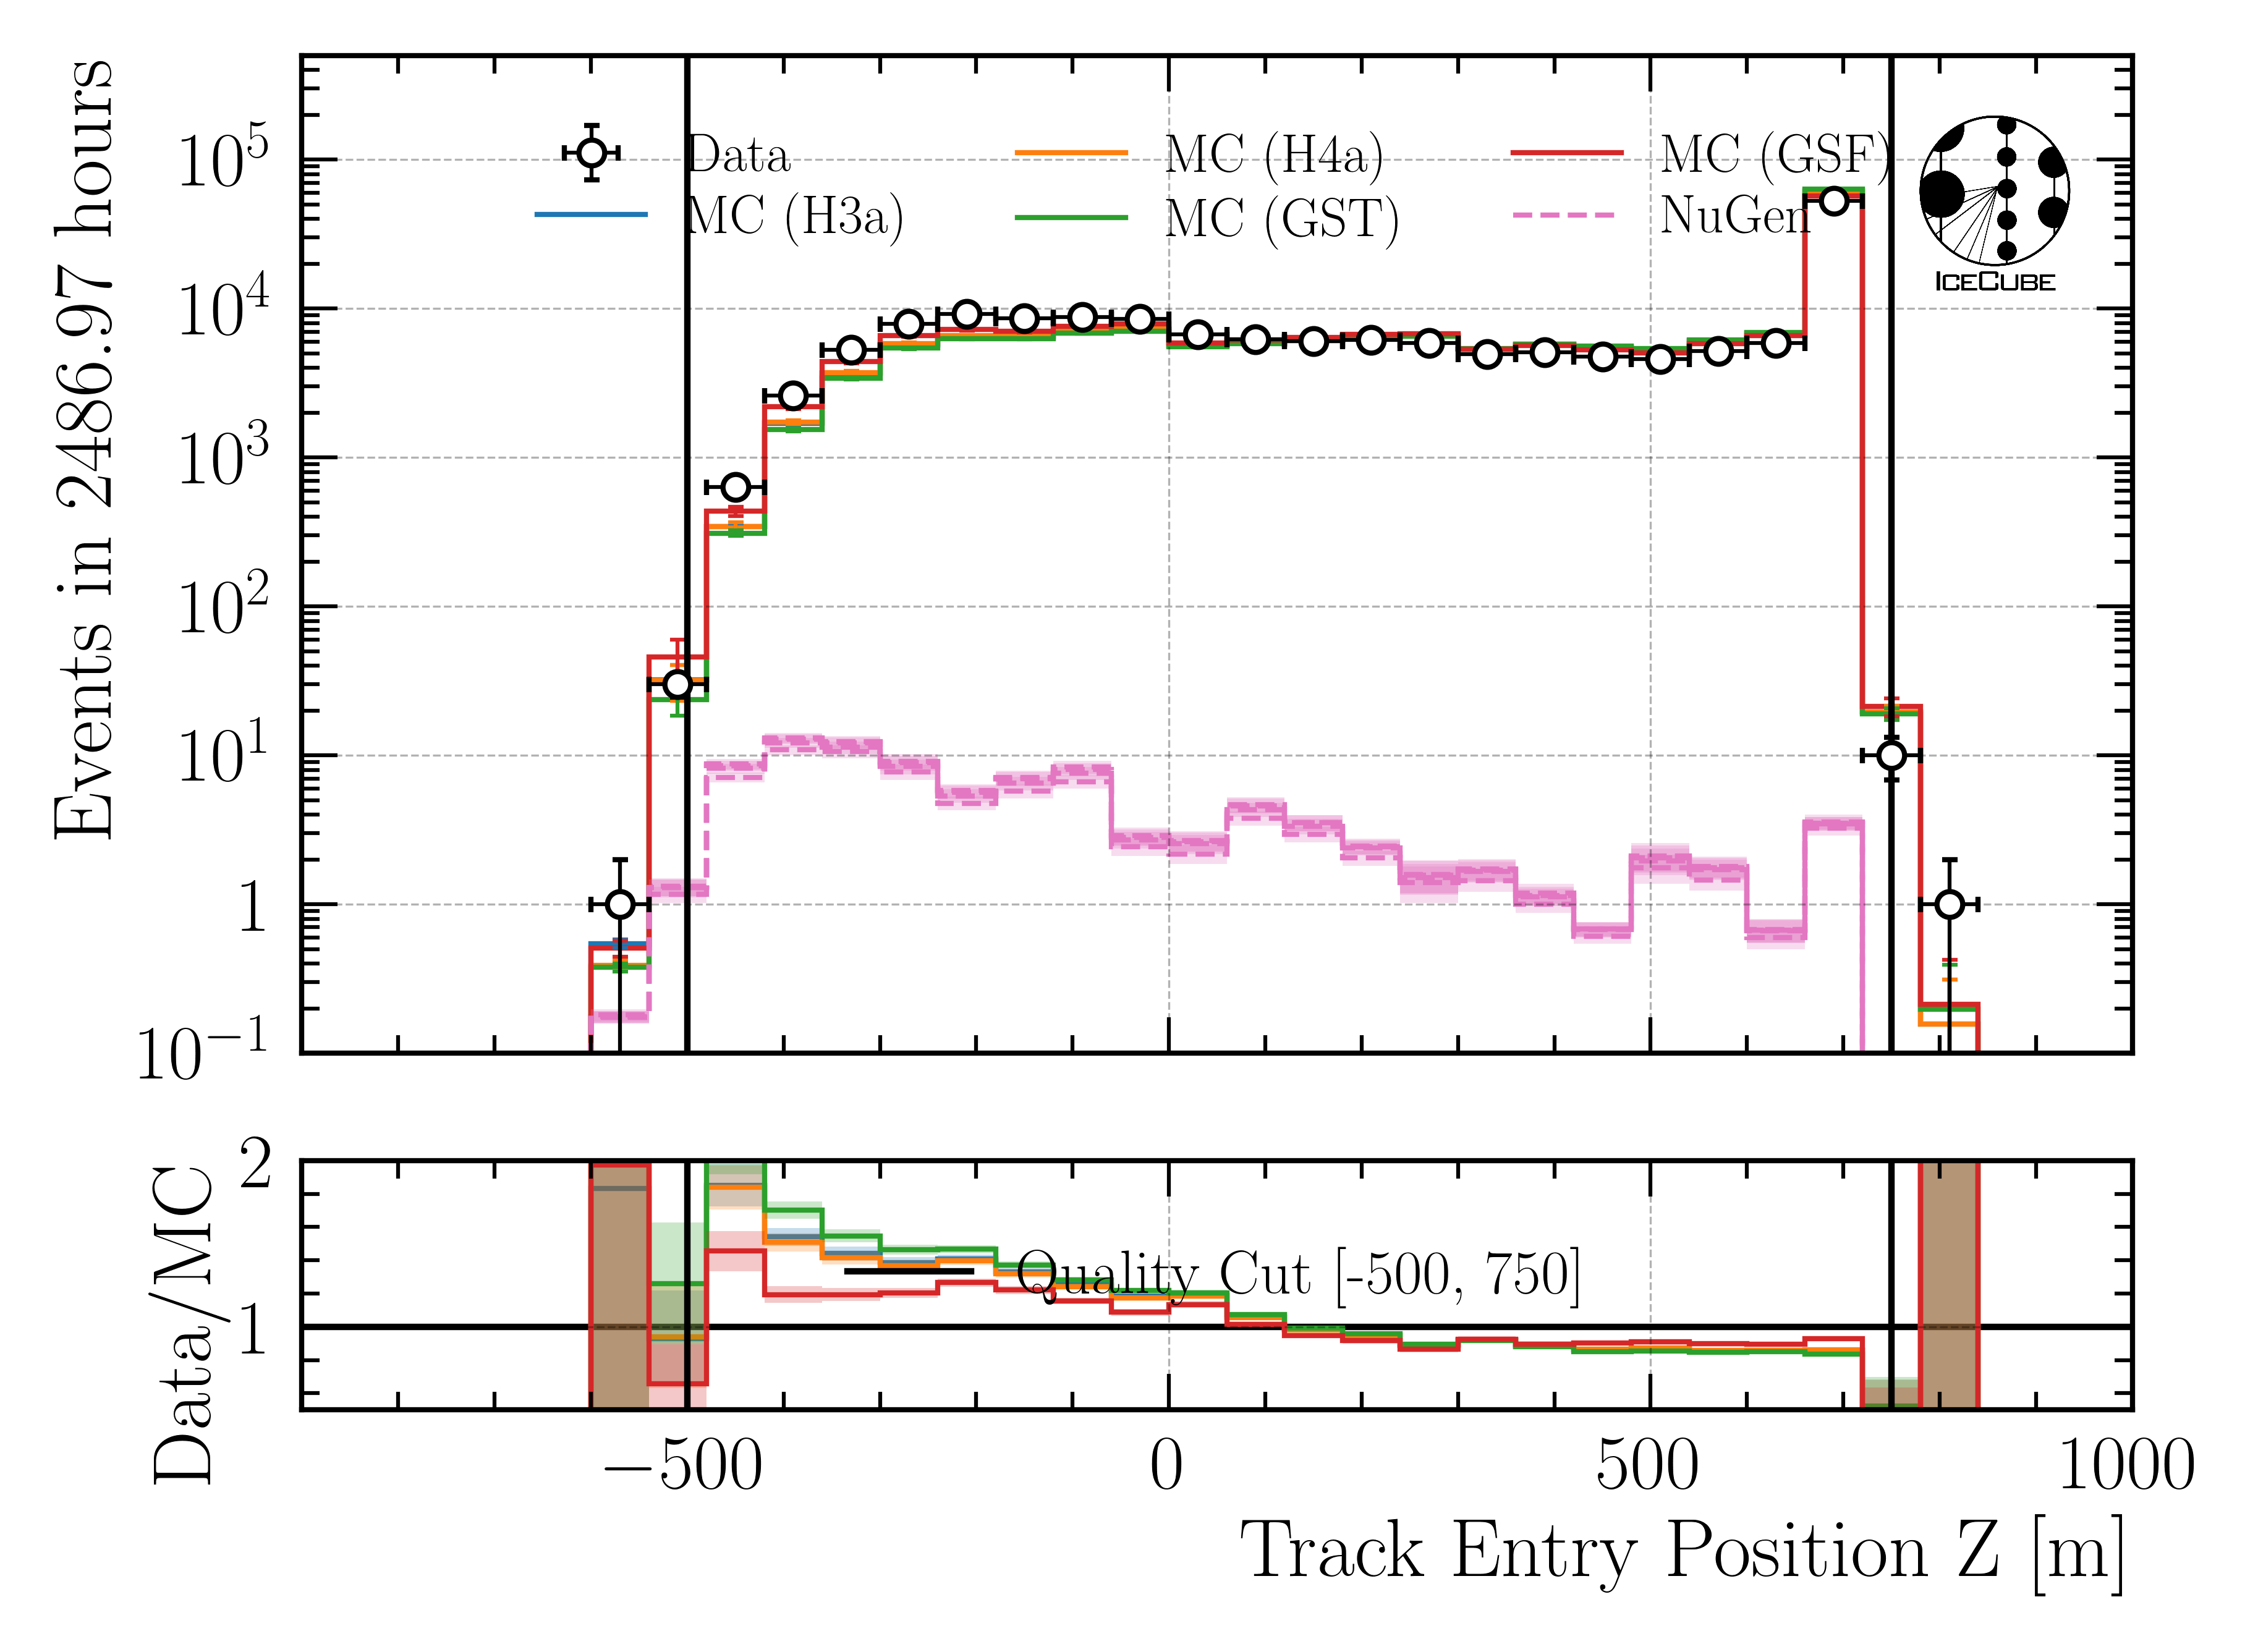 Events in 2486.97 hours
10^5
10^4
10^3
10^2
10^1
1
10^−1
Data
MC (H3a)
MC (H4a)
MC (GST)
MC (GSF)
NuGen
ICECUBE
Data/MC
2
1
Quality Cut [-500, 750]
−500 0 500 1000
Track Entry Position Z [m]